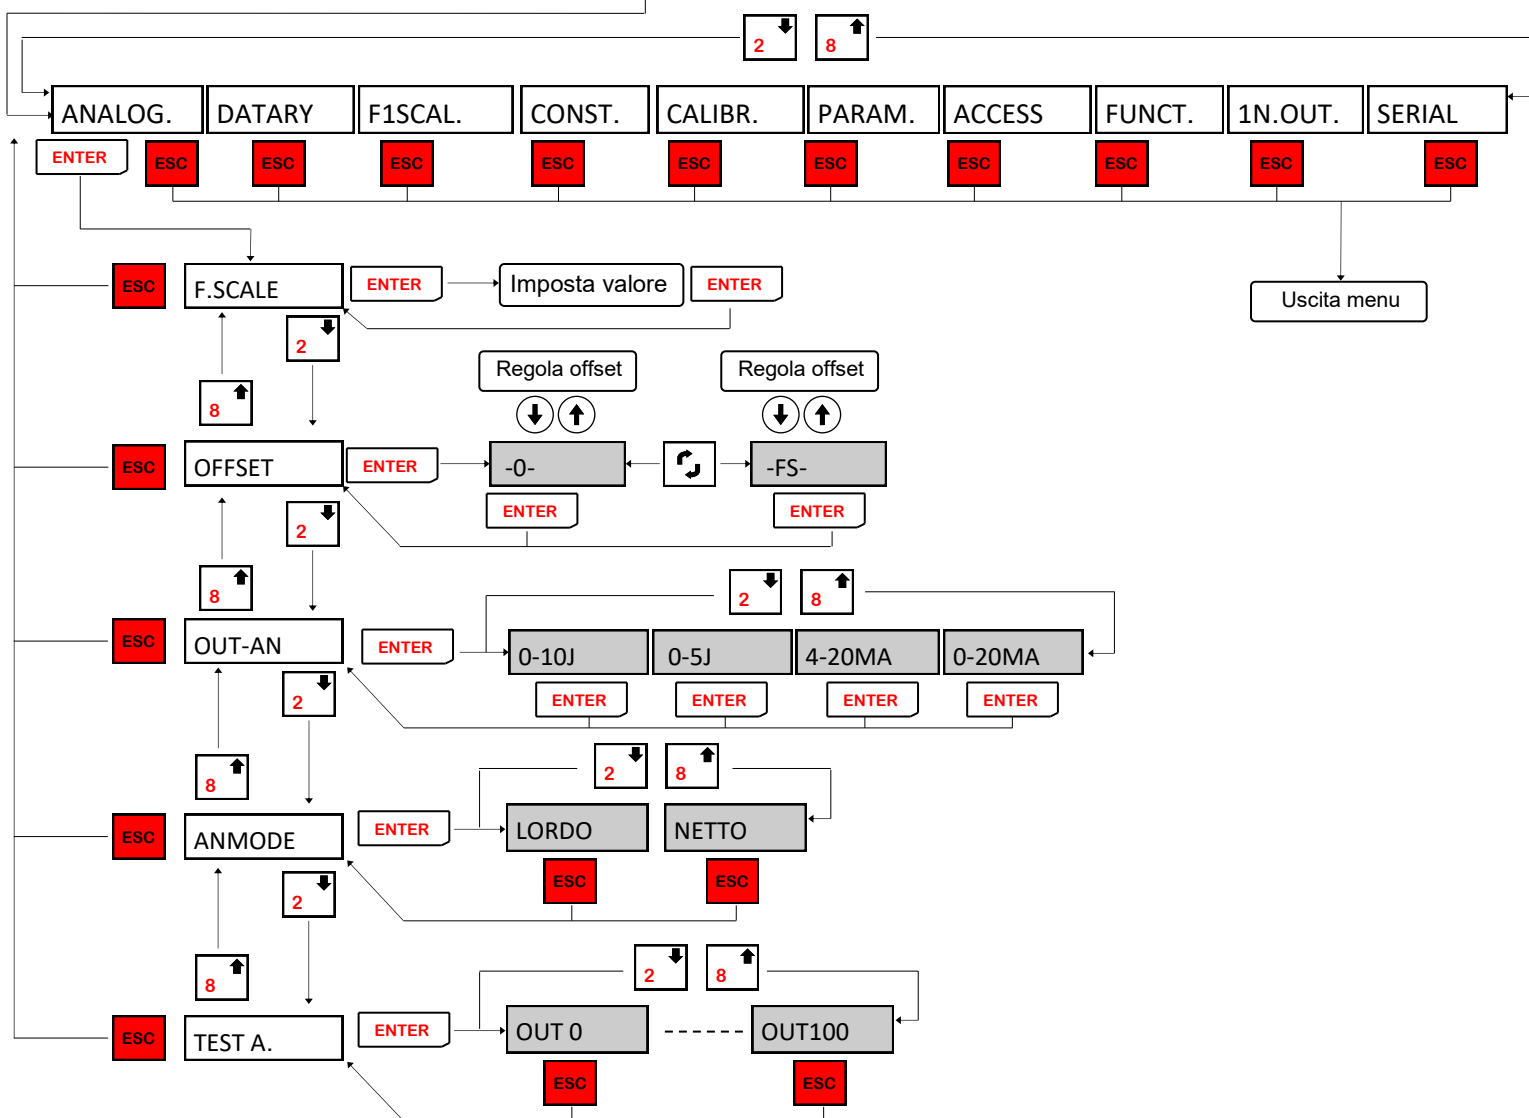 2 8
ANALOG. DATARY F1SCAL. CONST. CALIBR. PARAM. ACCESS FUNCT. 1N.OUT. SERIAL
ENTER ESC ESC ESC ESC ESC ESC ESC ESC ESC ESC
ESC F.SCALE ENTER Imposta valore ENTER
Uscita menu
2
Regola offset Regola offset
8
ESC OFFSET ENTER -0- -FS-
ENTER ENTER
2
2 8
8
ESC OUT-AN ENTER 0-10J 0-5J 4-20MA 0-20MA
2 ENTER ENTER ENTER ENTER
2 8
8
ESC ANMODE ENTER LORDO NETTO
2 ESC ESC
2 8
8
ESC TEST A. ENTER OUT 0 ----- OUT100
ESC ESC